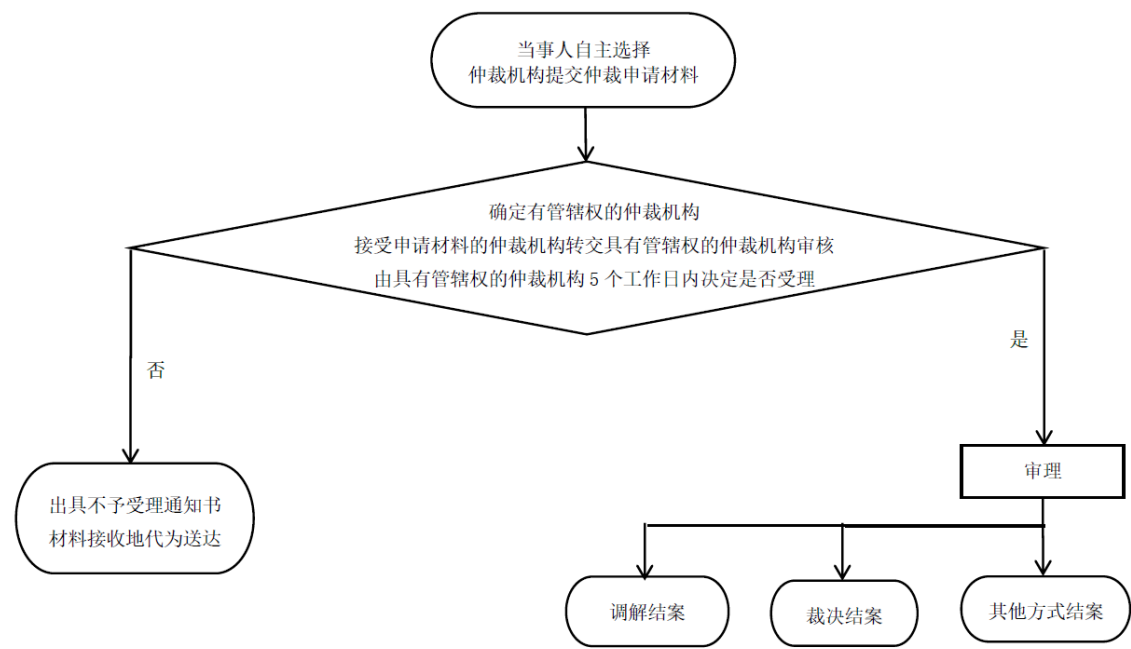 当事人自主选择
仲裁机构提交仲裁申请材料
确定有管辖权的仲裁机构
接受申请材料的仲裁机构转交具有管辖权的仲裁机构审核
由具有管辖权的仲裁机构 5 个工作日内决定是否受理
是
否
审理
出具不予受理通知书
材料接收地代为送达
调解结案
裁决结案
其他方式结案